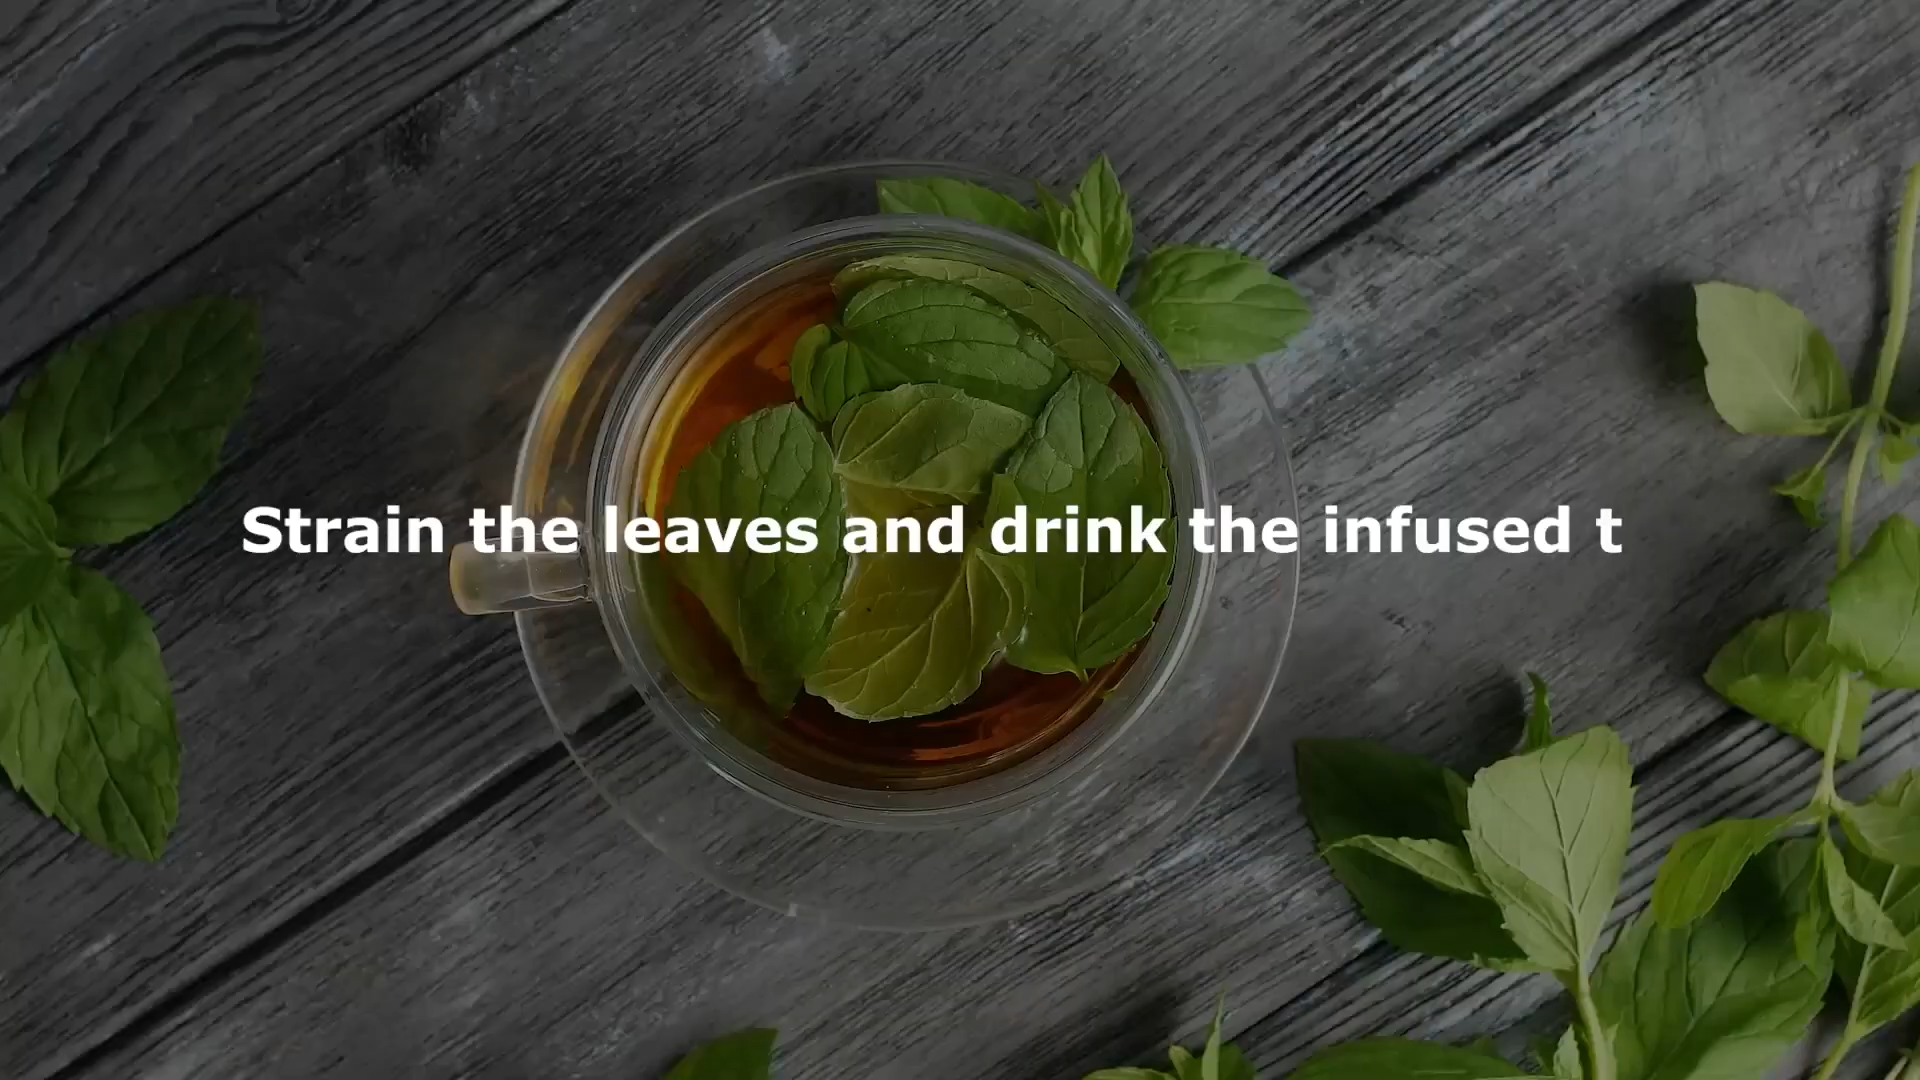 Strain the leaves and drink the infused t